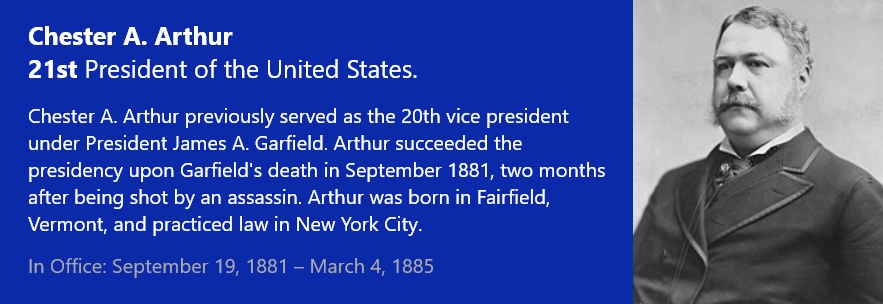 Chester A. Arthur
21st President of the United States.
Chester A. Arthur previously served as the 20th vice president
under President James A. Garfield. Arthur succeeded the
presidency upon Garfield's death in September 1881, two months
after being shot by an assassin. Arthur was born in Fairfield,
Vermont, and practiced law in New York City.
In Office: September 19, 1881 – March 4, 1885